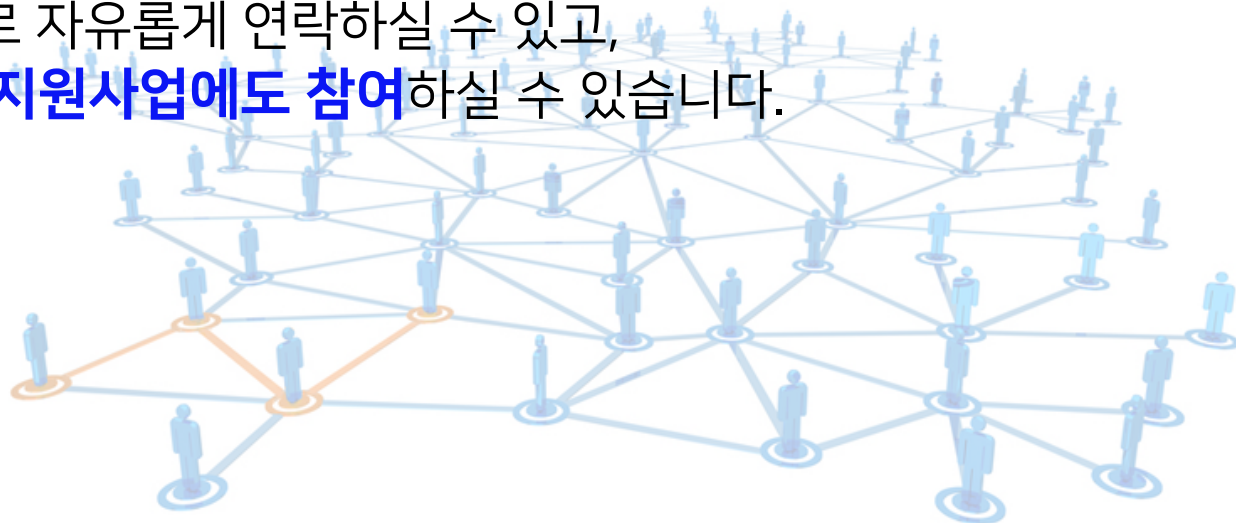 로 자유롭게 연락하실 수 있고,
지원사업에도 참여하실 수 있습니다.